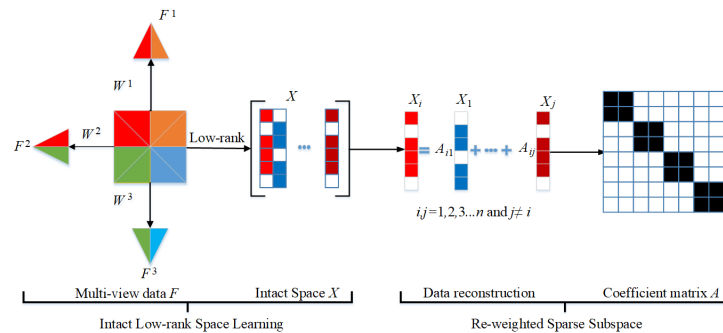 F¹
W¹
F²
W²
Low-rank
W³
F³
X
...
Xᵢ
X₁
Xⱼ
= Aᵢ₁ + ··· + Aᵢⱼ
i,j=1,2,3...n and j≠ i
Multi-view data F
Intact Space X
Data reconstruction
Coefficient matrix A
Intact Low-rank Space Learning
Re-weighted Sparse Subspace